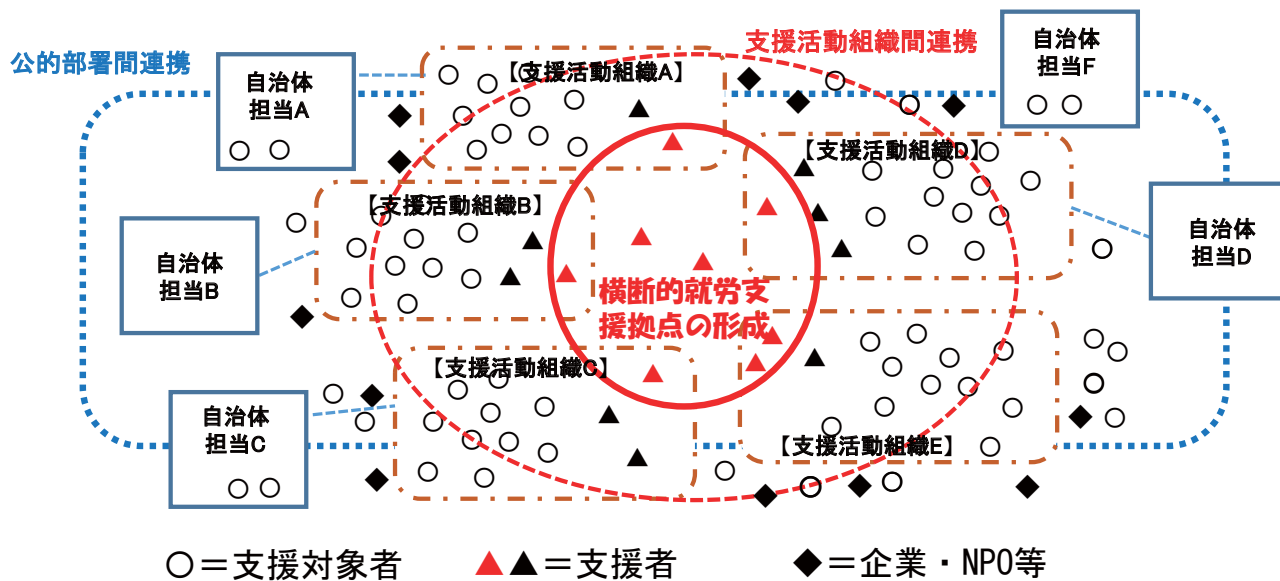 公的部署間連携
支援活動組織間連携
自治体
担当A
自治体
担当F
【支援活動組織A】
【支援活動組織D】
【支援活動組織B】
自治体
担当B
自治体
担当D
横断的就労支
援拠点の形成
【支援活動組織C】
自治体
担当C
【支援活動組織E】
○＝支援対象者
▲▲＝支援者
◆＝企業・NPO等